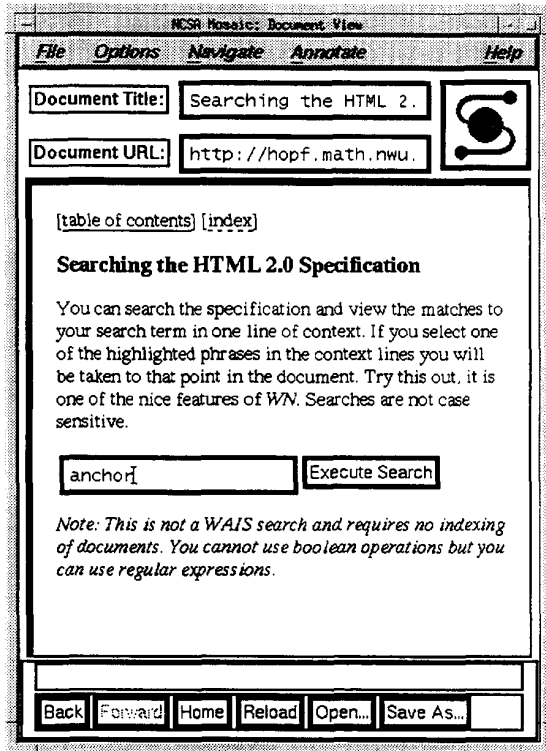 NCSA Mosaic: Document View
File Options Navigate Annotate Help
Document Title: Searching the HTML 2.
Document URL: http://hopf.math.nwu.
[table of contents] [index]
Searching the HTML 2.0 Specification
You can search the specification and view the matches to
your search term in one line of context. If you select one
of the highlighted phrases in the context lines you will
be taken to that point in the document. Try this out, it is
one of the nice features of WN. Searches are not case
sensitive.
anchor Execute Search
Note: This is not a WAIS search and requires no indexing
of documents. You cannot use boolean operations but you
can use regular expressions.
Back Forward Home Reload Open... Save As...